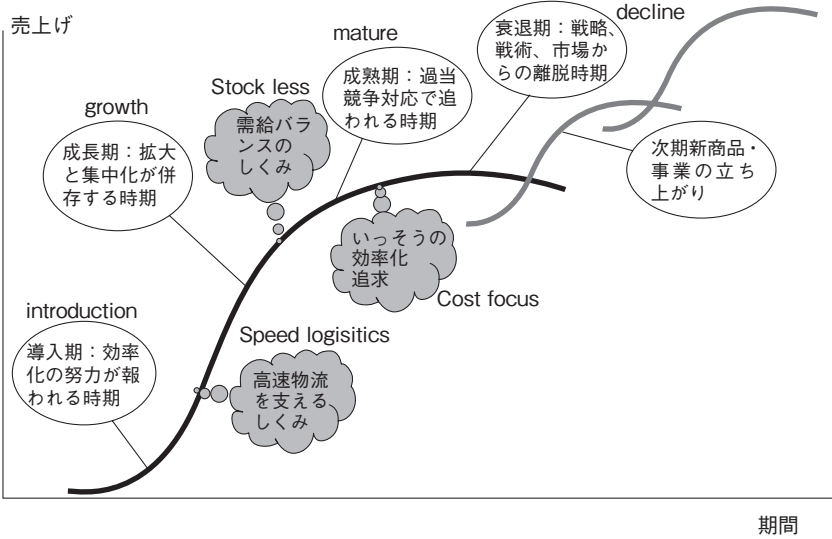 売上げ
decline
衰退期：戦略、
戦術、市場か
らの離脱時期
mature
成熟期：過当
競争対応で追
われる時期
Stock less
需給バラ
ンスの
しくみ
growth
成長期：拡大
と集中化が併
存する時期
次期新商品・
事業の立ち
上がり
いっそうの
効率化
追求
Cost focus
introduction
導入期：効率
化の努力が報
われる時期
Speed logisitics
高速物流
を支える
しくみ
期間